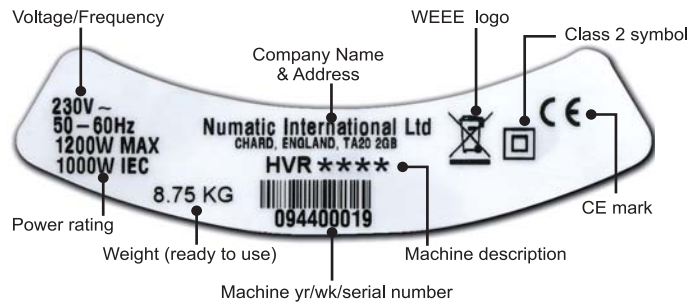 Voltage/Frequency
WEEE logo
Class 2 symbol
Company Name
& Address
230V ~
50 – 60Hz
1200W MAX
1000W IEC
Numatic International Ltd
CHARD, ENGLAND, TA20 2GB
HVR ****
8.75 KG
094400019
CE
Power rating
CE mark
Weight (ready to use)
Machine description
Machine yr/wk/serial number